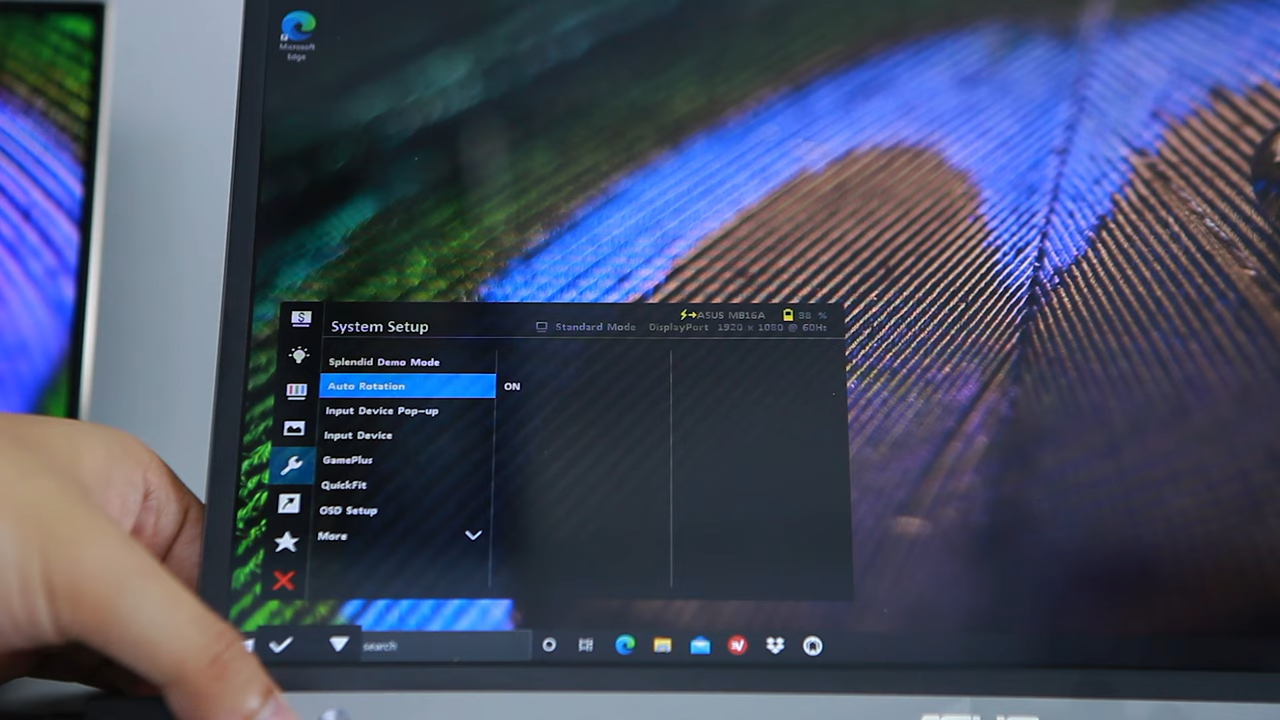 Microsoft
Edge
S
ASUS MB16A 98 %
System Setup
Standard Mode DisplayPort 1920 x 1080 @ 60Hz
Splendid Demo Mode
Auto Rotation ON
Input Device Pop-up
Input Device
GamePlus
QuickFit
OSD Setup
More
search